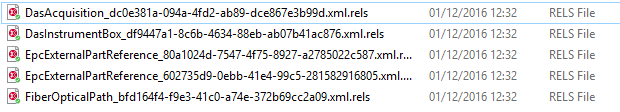 DasAcquisition_dc0e381a-094a-4fd2-ab89-dce867e3b99d.xml.rels 01/12/2016 12:32 RELS File
DasInstrumentBox_df9447a1-8c6b-4634-88eb-ab07b41ac876.xml.rels 01/12/2016 12:32 RELS File
EpcExternalPartReference_80a1024d-7547-4f75-8927-a2785022c587.xml.r... 01/12/2016 12:32 RELS File
EpcExternalPartReference_602735d9-0ebb-41e4-99c5-281582916805.xml.... 01/12/2016 12:32 RELS File
FiberOpticalPath_bfd164f4-f9e3-41c0-a74e-372b69cc2a09.xml.rels 01/12/2016 12:32 RELS File